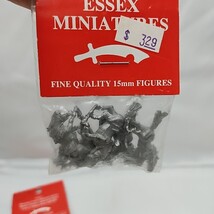 ESSEX
MINIATURES
$ 329
FINE QUALITY 15mm FIGURES